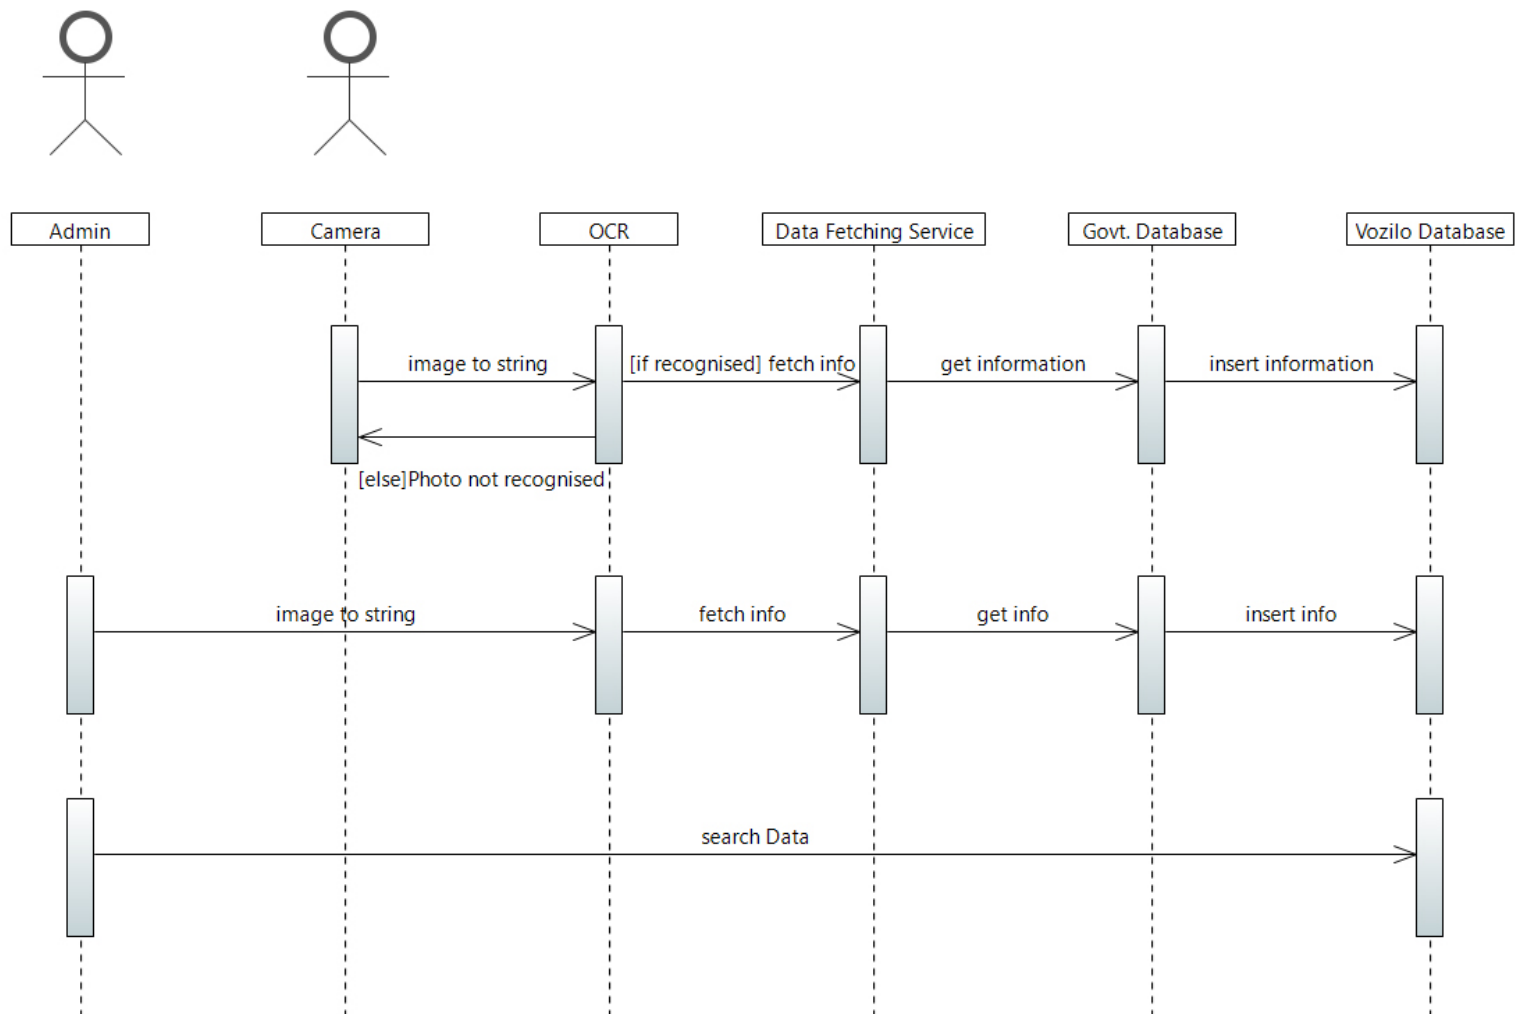 Admin
Camera
OCR
Data Fetching Service
Govt. Database
Vozilo Database
image to string
[if recognised] fetch info
get information
insert information
[else]Photo not recognised
image to string
fetch info
get info
insert info
search Data